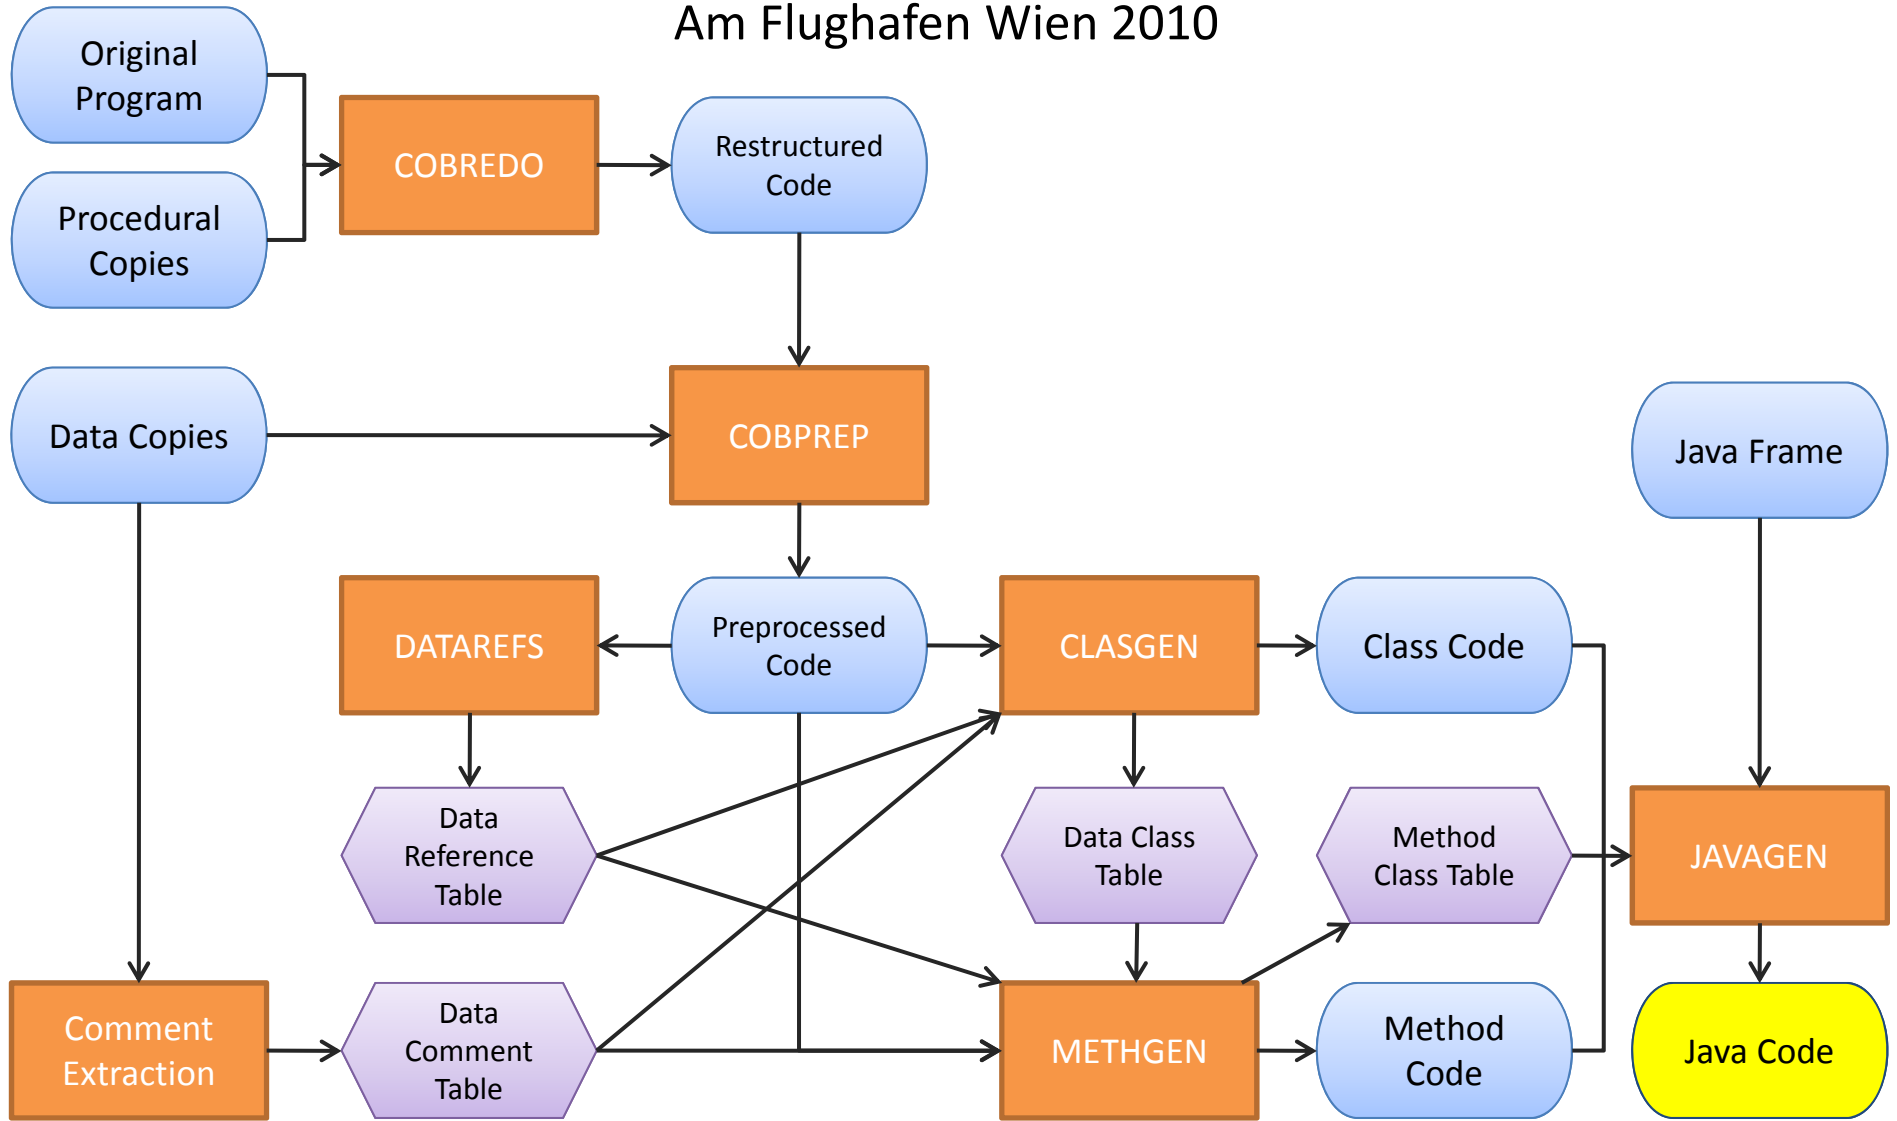 Am Flughafen Wien 2010
Original
Program
COBREDO
Restructured
Code
Procedural
Copies
Data Copies
COBPREP
Java Frame
DATAREFS
Preprocessed
Code
CLASGEN
Class Code
Data
Reference
Table
Data Class
Table
Method
Class Table
JAVAGEN
Comment
Extraction
Data
Comment
Table
METHGEN
Method
Code
Java Code